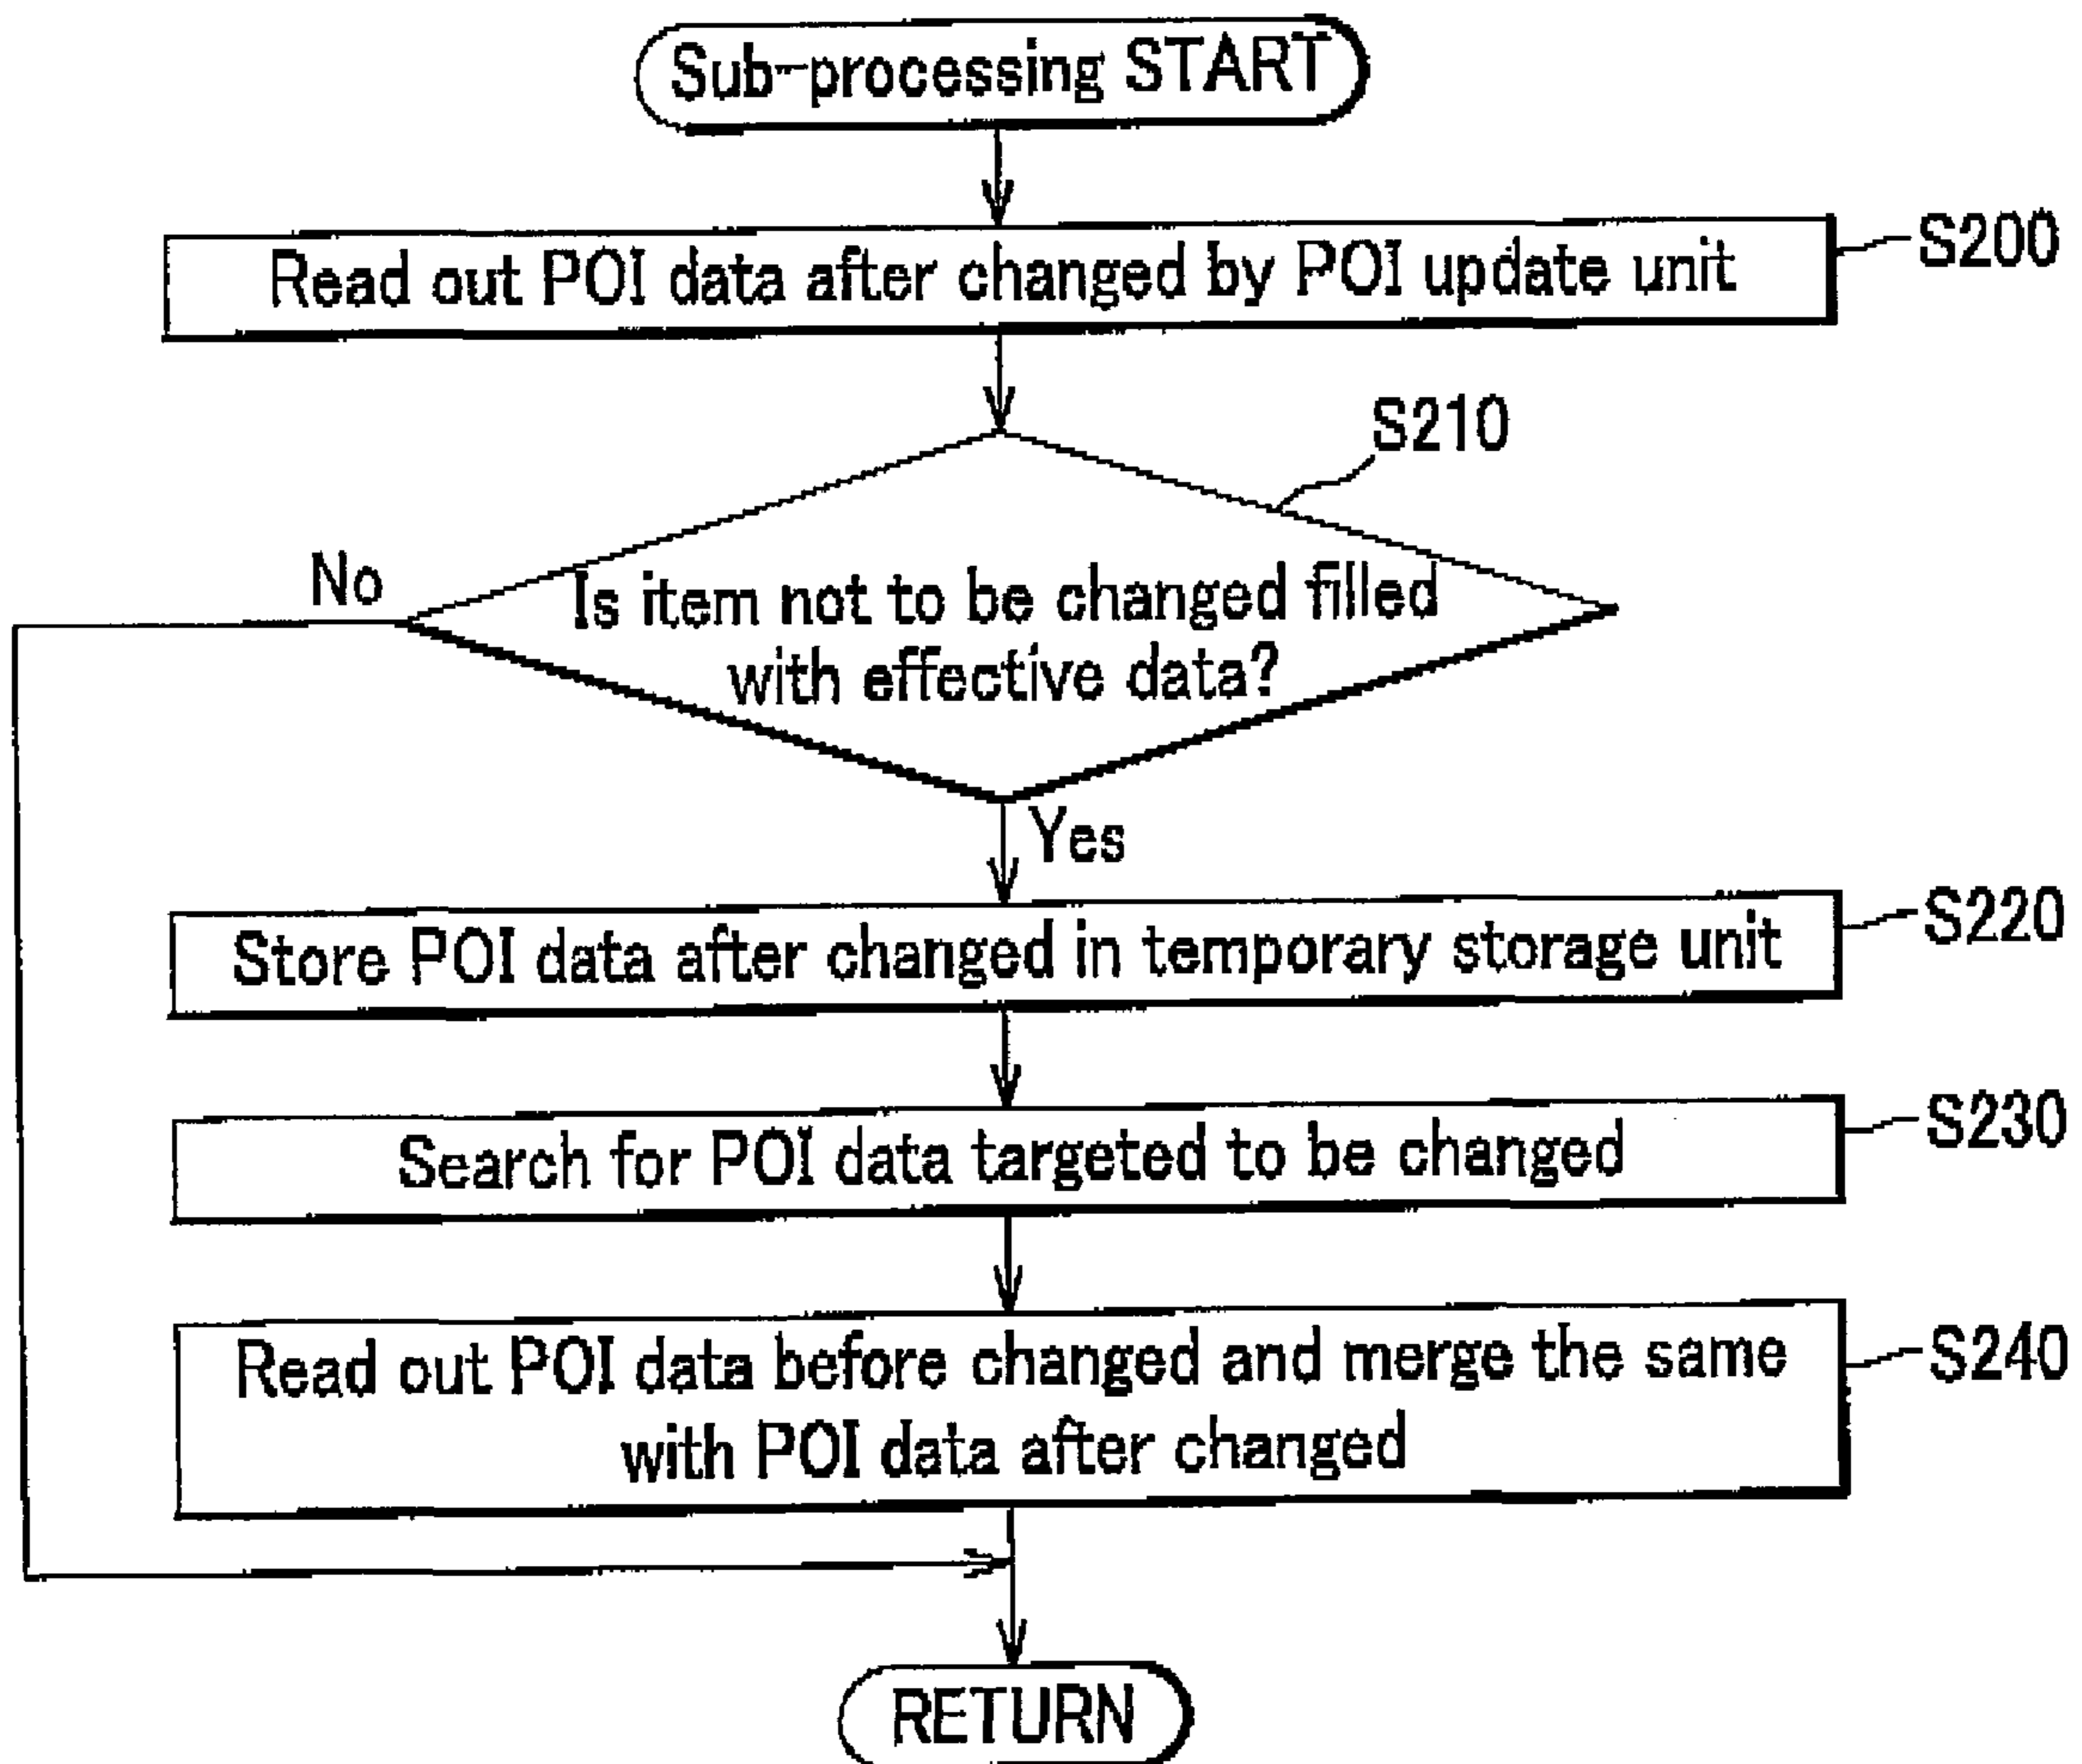 Sub-processing START
Read out POI data after changed by POI update unit
S200
S210
No
Is item not to be changed filled
with effective data?
Yes
Store POI data after changed in temporary storage unit
S220
Search for POI data targeted to be changed
S230
Read out POI data before changed and merge the same
with POI data after changed
S240
RETURN